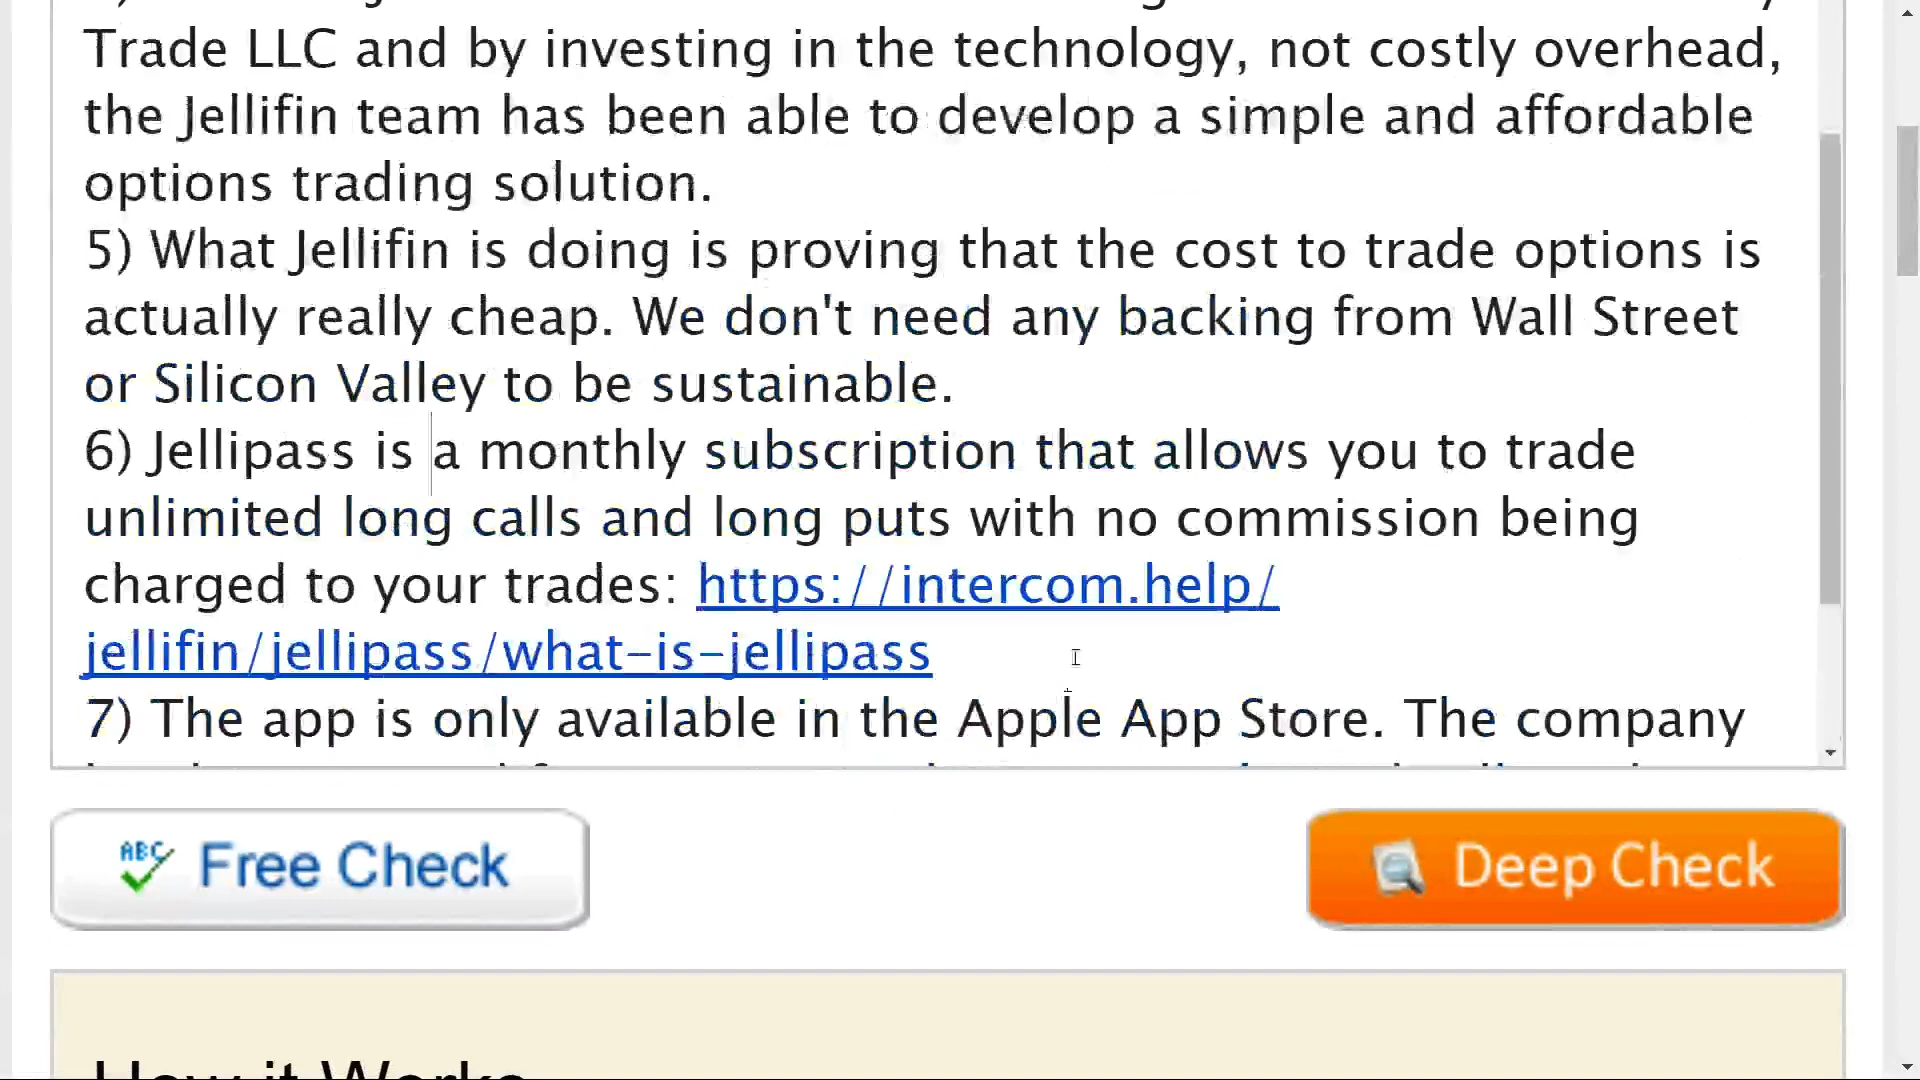 Trade LLC and by investing in the technology, not costly overhead,
the Jellifin team has been able to develop a simple and affordable
options trading solution.
5) What Jellifin is doing is proving that the cost to trade options is
actually really cheap. We don't need any backing from Wall Street
or Silicon Valley to be sustainable.
6) Jellipass is a monthly subscription that allows you to trade
unlimited long calls and long puts with no commission being
charged to your trades: https://intercom.help/
jellifin/jellipass/what-is-jellipass
7) The app is only available in the Apple App Store. The company
ABC Free Check
Deep Check
How it Works